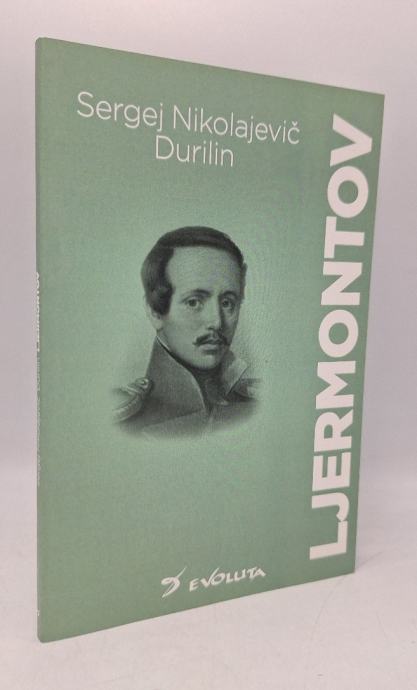 Sergej Nikolajevič
Durilin
LJERMONTOV
EVOLUTA